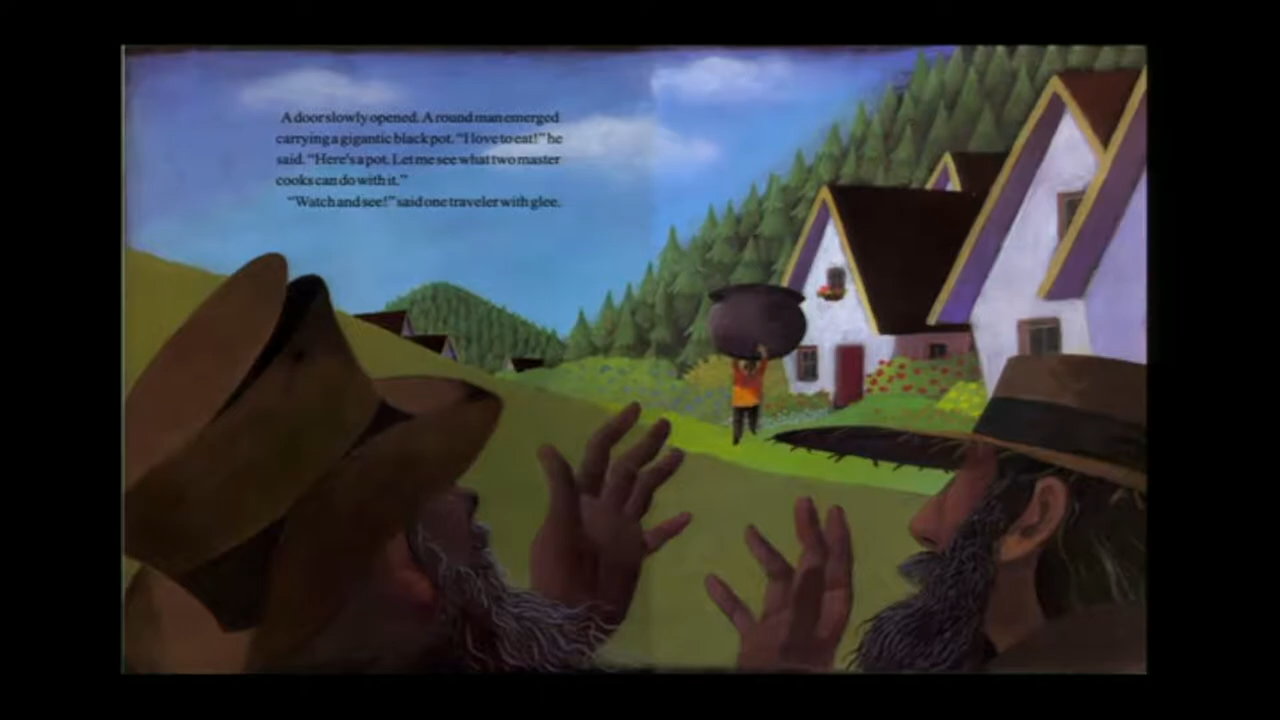 A door slowly opened. A round man emerged
carrying a gigantic black pot. “I love to eat!” he
said. “Here's a pot. Let me see what two master
cooks can do with it.”
“Watch and see!” said one traveler with glee.